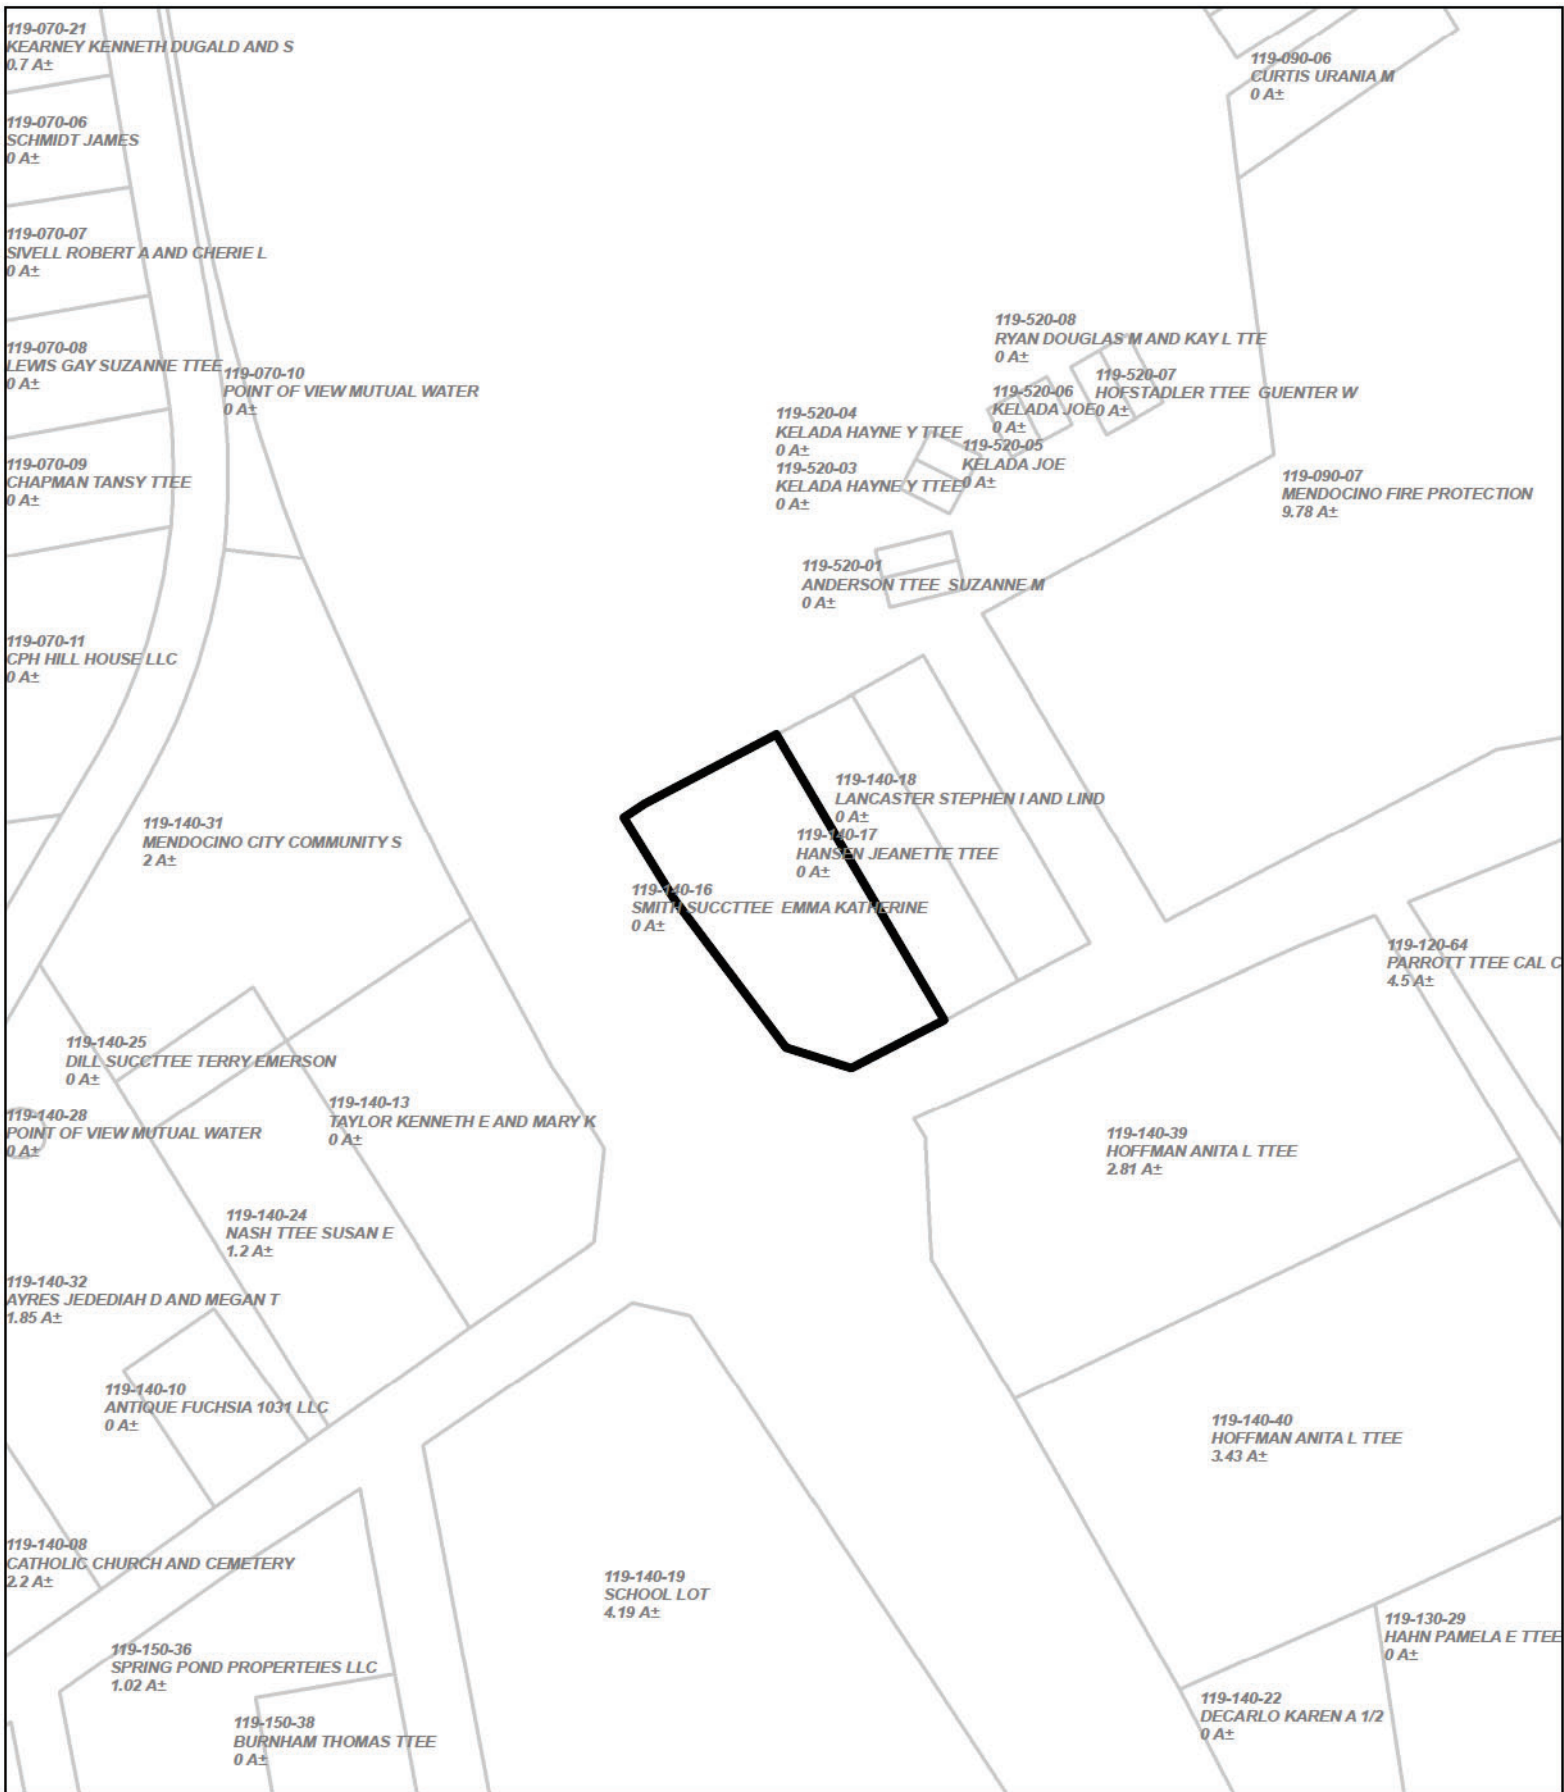 119-070-21
KEARNEY KENNETH DUGALD AND S
0.7 A±
119-090-06
CURTIS URANIA M
0 A±
119-070-06
SCHMIDT JAMES
0 A±
119-070-07
SIVELL ROBERT A AND CHERIE L
0 A±
119-520-08
RYAN DOUGLAS M AND KAY L TTE
0 A±
119-070-08
LEWIS GAY SUZANNE TTEE
0 A±
119-070-10
POINT OF VIEW MUTUAL WATER
0 A±
119-520-07
HOFSTADLER TTEE GUENTER W
0 A±
119-520-06
KELADA JOE
0 A±
119-520-04
KELADA HAYNE Y TTEE
0 A±
119-520-05
KELADA JOE
0 A±
119-520-03
KELADA HAYNE Y TTEE
0 A±
119-070-09
CHAPMAN TANSY TTEE
0 A±
119-090-07
MENDOCINO FIRE PROTECTION
9.78 A±
119-520-01
ANDERSON TTEE SUZANNE M
0 A±
119-070-11
CPH HILL HOUSE LLC
0 A±
119-140-18
LANCASTER STEPHEN I AND LIND
0 A±
119-140-31
MENDOCINO CITY COMMUNITY S
2 A±
119-140-17
HANSEN JEANETTE TTEE
0 A±
119-140-16
SMITH SUCCTTEE EMMA KATHERINE
0 A±
119-120-64
PARROTT TTEE CAL C
4.5 A±
119-140-25
DILL SUCCTTEE TERRY EMERSON
0 A±
119-140-28
POINT OF VIEW MUTUAL WATER
0 A±
119-140-13
TAYLOR KENNETH E AND MARY K
0 A±
119-140-39
HOFFMAN ANITA L TTEE
2.81 A±
119-140-24
NASH TTEE SUSAN E
1.2 A±
119-140-32
AYRES JEDEDIAH D AND MEGAN T
1.85 A±
119-140-10
ANTIQUE FUCHSIA 1031 LLC
0 A±
119-140-40
HOFFMAN ANITA L TTEE
3.43 A±
119-140-08
CATHOLIC CHURCH AND CEMETERY
2.2 A±
119-140-19
SCHOOL LOT
4.19 A±
119-130-29
HAHN PAMELA E TTEE
0 A±
119-150-36
SPRING POND PROPERTEIES LLC
1.02 A±
119-140-22
DECARLO KAREN A 1/2
0 A±
119-150-38
BURNHAM THOMAS TTEE
0 A±